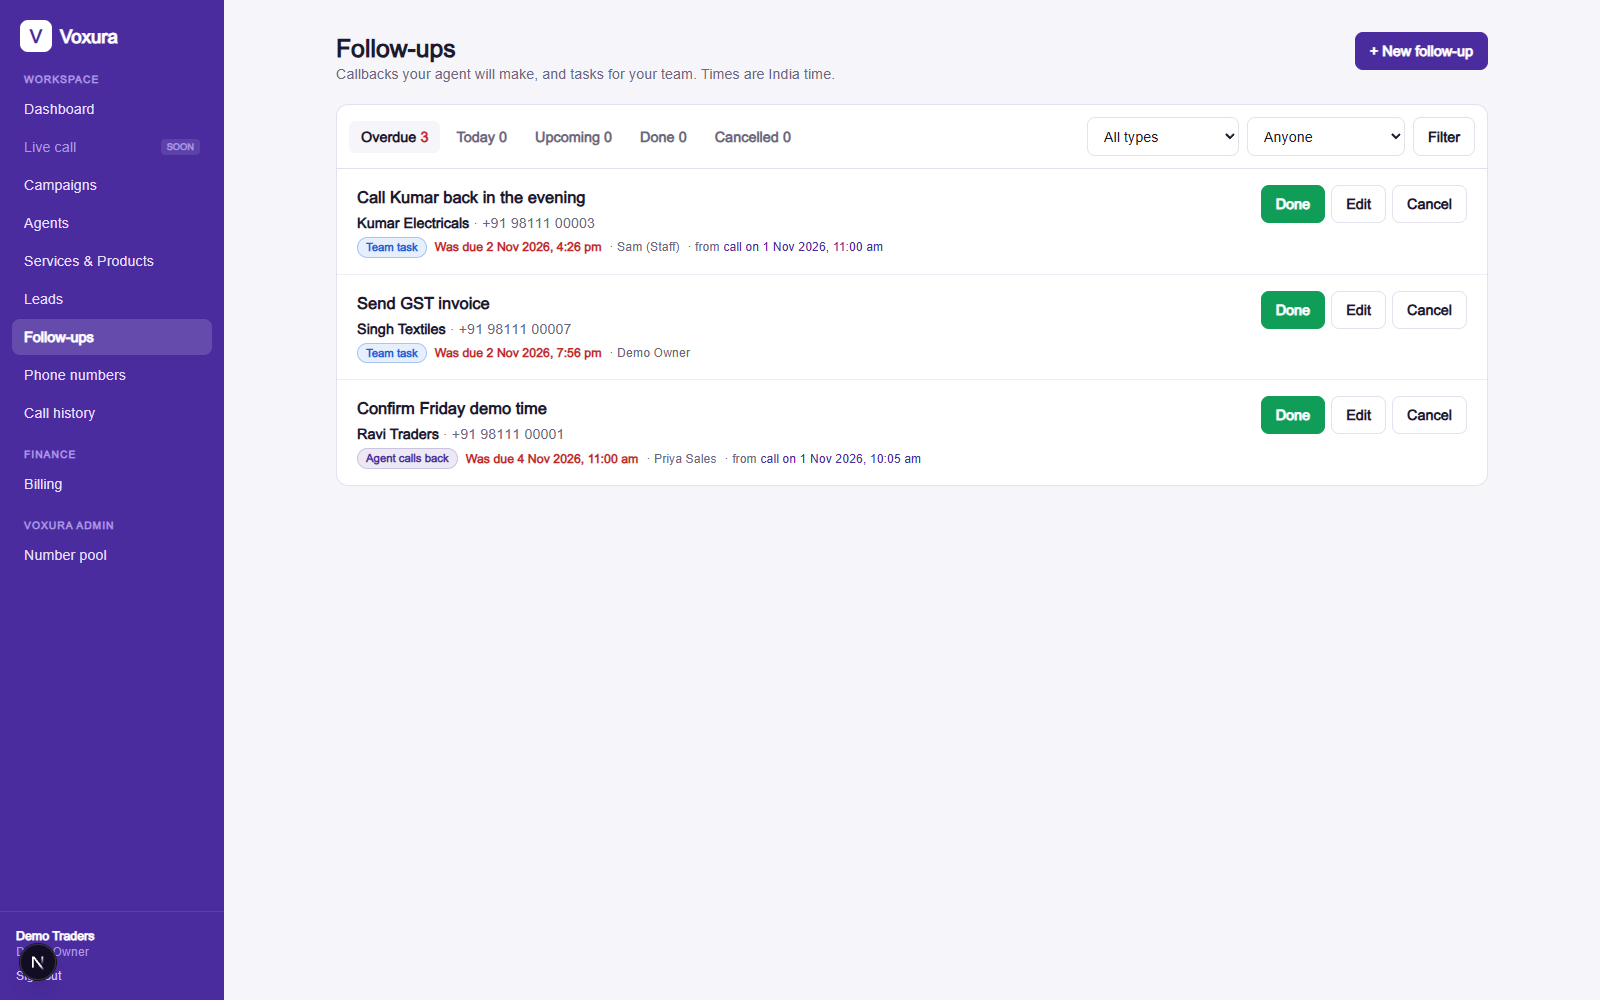 V Voxura
WORKSPACE
Dashboard
Live call SOON
Campaigns
Agents
Services & Products
Leads
Follow-ups
Phone numbers
Call history
FINANCE
Billing
VOXURA ADMIN
Number pool
Demo Traders
Owner
N
Follow-ups
Callbacks your agent will make, and tasks for your team. Times are India time.
+ New follow-up
Overdue 3 Today 0 Upcoming 0 Done 0 Cancelled 0 All types Anyone Filter
Call Kumar back in the evening
Kumar Electricals · +91 98111 00003
Team task Was due 2 Nov 2026, 4:26 pm · Sam (Staff) · from call on 1 Nov 2026, 11:00 am
Done Edit Cancel
Send GST invoice
Singh Textiles · +91 98111 00007
Team task Was due 2 Nov 2026, 7:56 pm · Demo Owner
Done Edit Cancel
Confirm Friday demo time
Ravi Traders · +91 98111 00001
Agent calls back Was due 4 Nov 2026, 11:00 am · Priya Sales · from call on 1 Nov 2026, 10:05 am
Done Edit Cancel